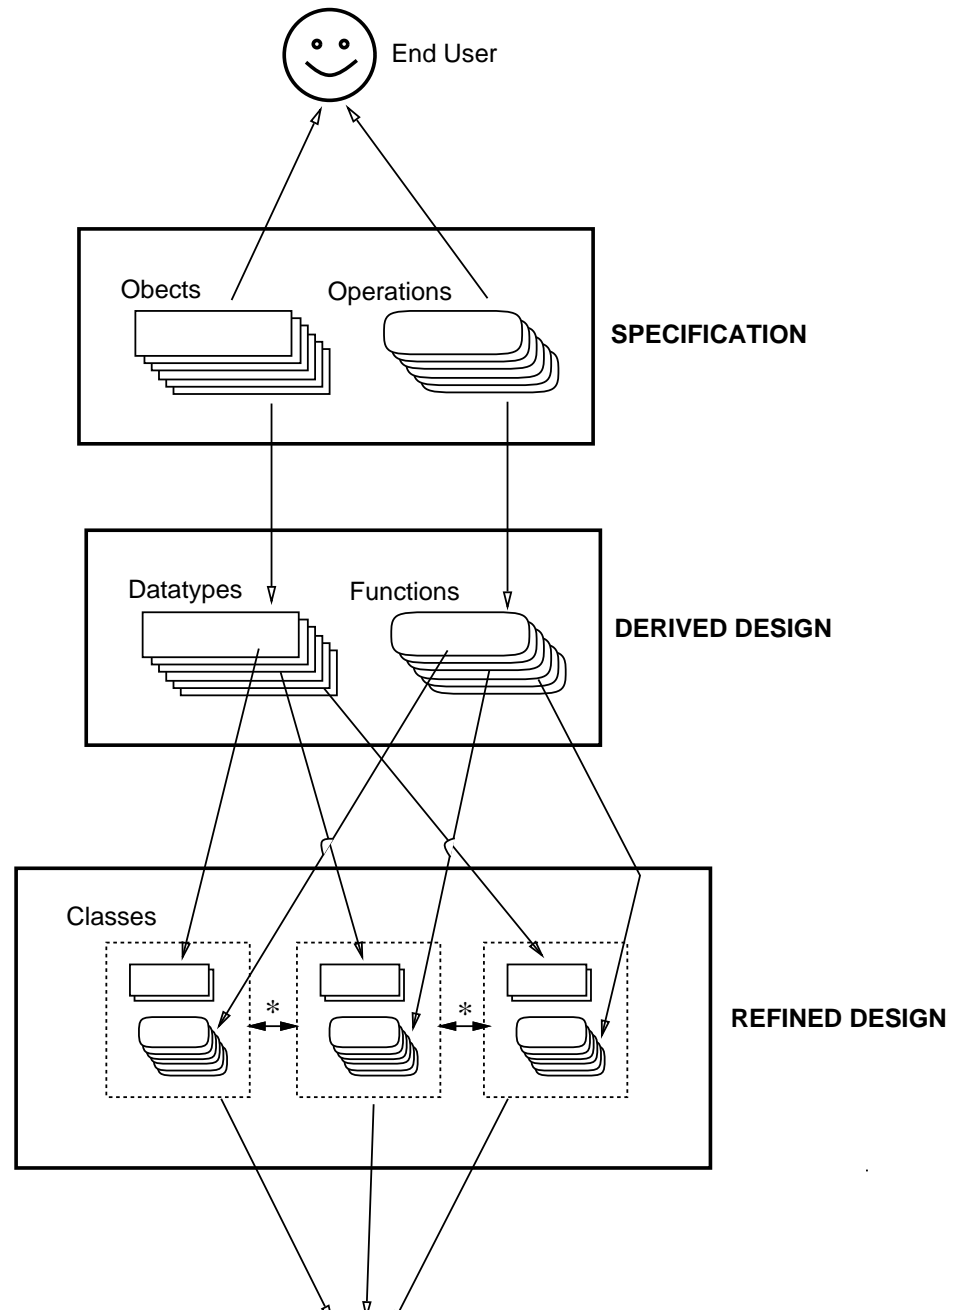 End User
Obects
Operations
SPECIFICATION
Datatypes
Functions
DERIVED DESIGN
Classes
*
*
REFINED DESIGN